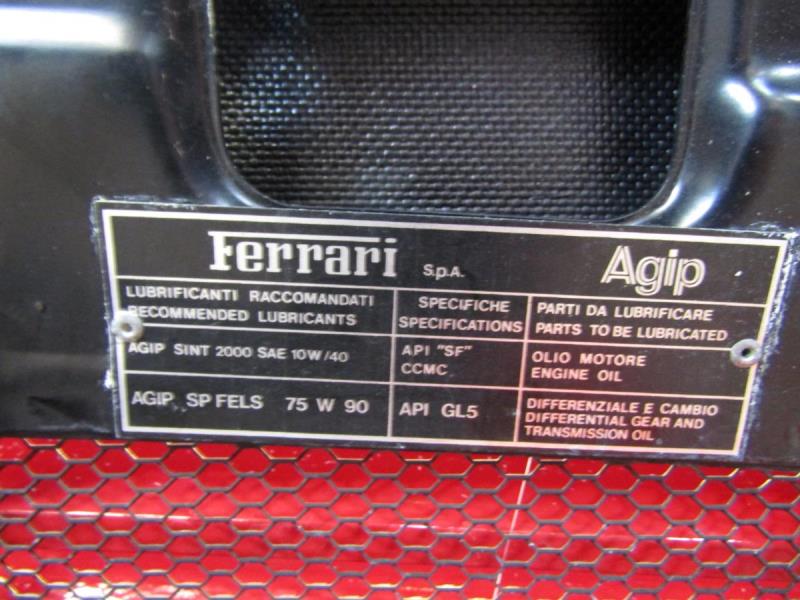 Ferrari S.p.A. Agip
LUBRIFICANTI RACCOMANDATI
RECOMMENDED LUBRICANTS
SPECIFICHE
SPECIFICATIONS
PARTI DA LUBRIFICARE
PARTS TO BE LUBRICATED
AGIP SINT 2000 SAE 10W/40
API "SF"
CCMC
OLIO MOTORE
ENGINE OIL
AGIP SP FELS 75 W 90
API GL5
DIFFERENZIALE E CAMBIO
DIFFERENTIAL GEAR AND
TRANSMISSION OIL